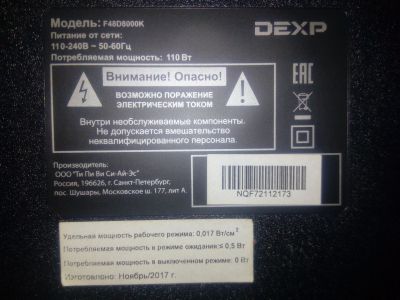 Модель: F48D8000K
DEXP
Питание от сети:
110-240В ~ 50-60Гц
Потребляемая мощность: 110 Вт
Внимание! Опасно!
ВОЗМОЖНО ПОРАЖЕНИЕ
ЭЛЕКТРИЧЕСКИМ ТОКОМ
EAC
Внутри необслуживаемые компоненты.
Не допускается вмешательство
неквалифицированного персонала.
Производитель:
ООО "Ти Пи Ви Си-Ай-Эс"
Россия, 196626, г. Санкт-Петербург,
пос. Шушары, Московское ш. 177, лит А.
NQF72112173
Удельная мощность рабочего режима: 0,017 Вт/см²
Потребляемая мощность в режиме ожидания:≤ 0,5 Вт
Потребляемая мощность в выключенном режиме: 0 Вт
Изготовлено: Ноябрь/2017 г.